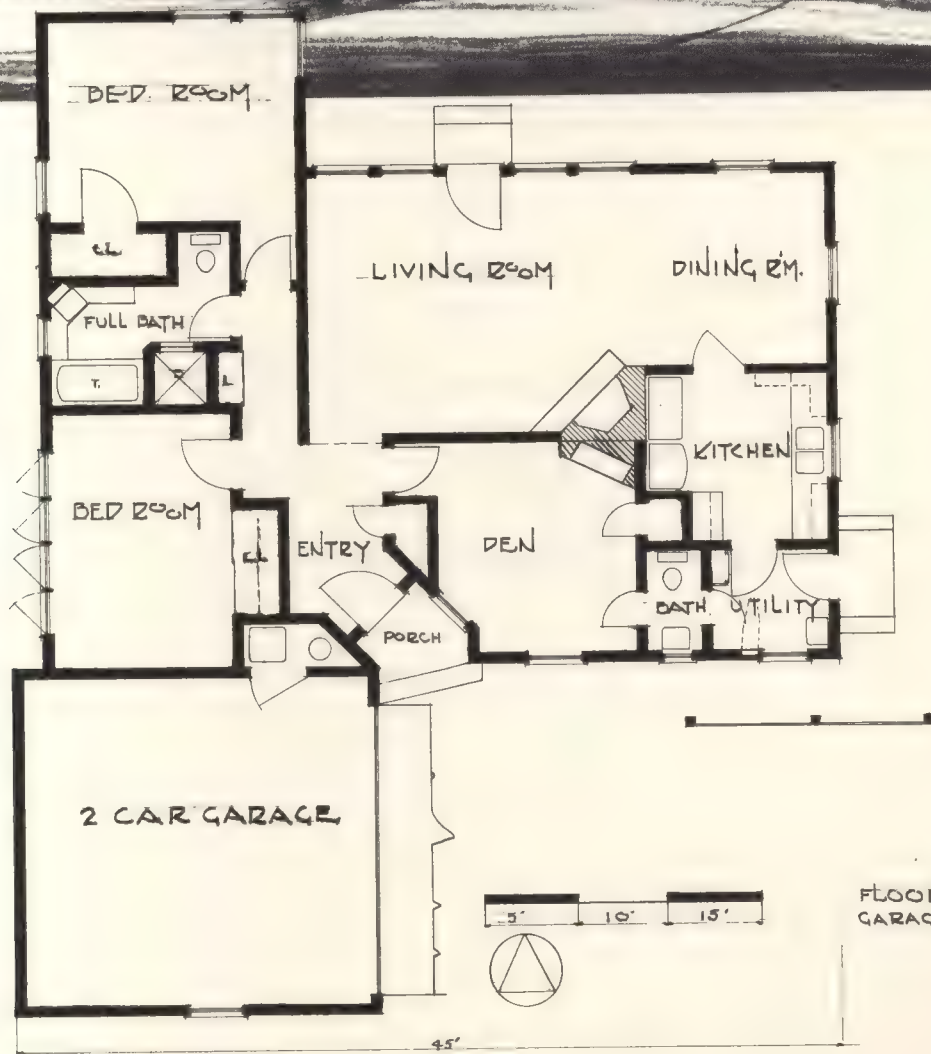 BED. ROOM
CL
LIVING ROOM
DINING R'M.
FULL BATH
T.
L
KITCHEN
BED ROOM
CL
ENTRY
DEN
BATH
UTILITY
PORCH
2 CAR GARAGE
5' 10' 15'
45'